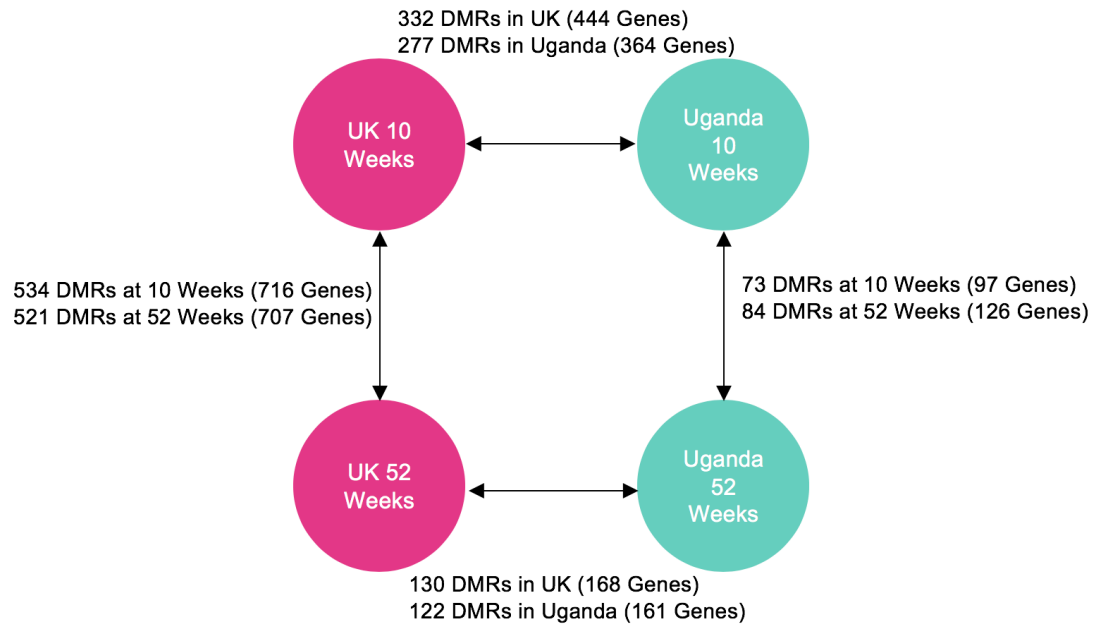 332 DMRs in UK (444 Genes)
277 DMRs in Uganda (364 Genes)
UK 10
Weeks
Uganda
10
Weeks
534 DMRs at 10 Weeks (716 Genes)
521 DMRs at 52 Weeks (707 Genes)
73 DMRs at 10 Weeks (97 Genes)
84 DMRs at 52 Weeks (126 Genes)
UK 52
Weeks
Uganda
52
Weeks
130 DMRs in UK (168 Genes)
122 DMRs in Uganda (161 Genes)